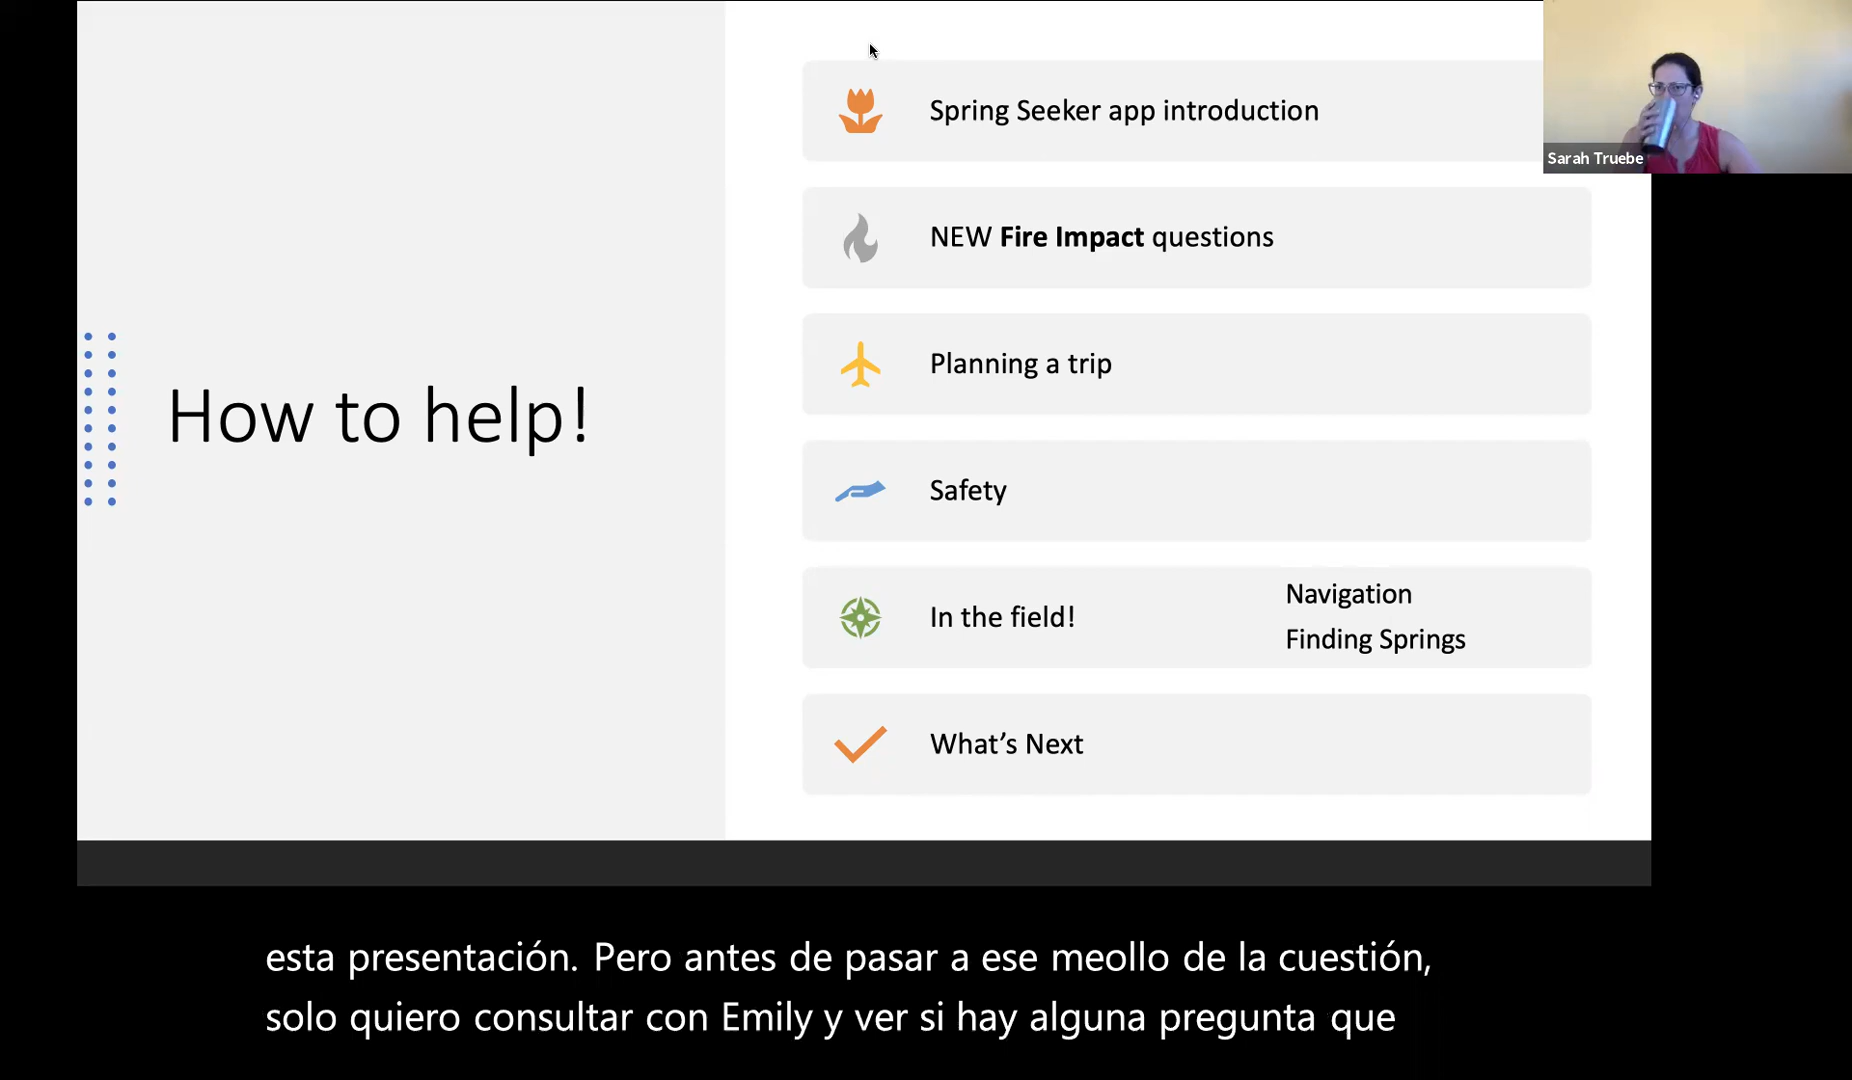 How to help!
Spring Seeker app introduction
NEW Fire Impact questions
Planning a trip
Safety
In the field!
Navigation
Finding Springs
What’s Next
Sarah Truebe
esta presentación. Pero antes de pasar a ese meollo de la cuestión,
solo quiero consultar con Emily y ver si hay alguna pregunta que